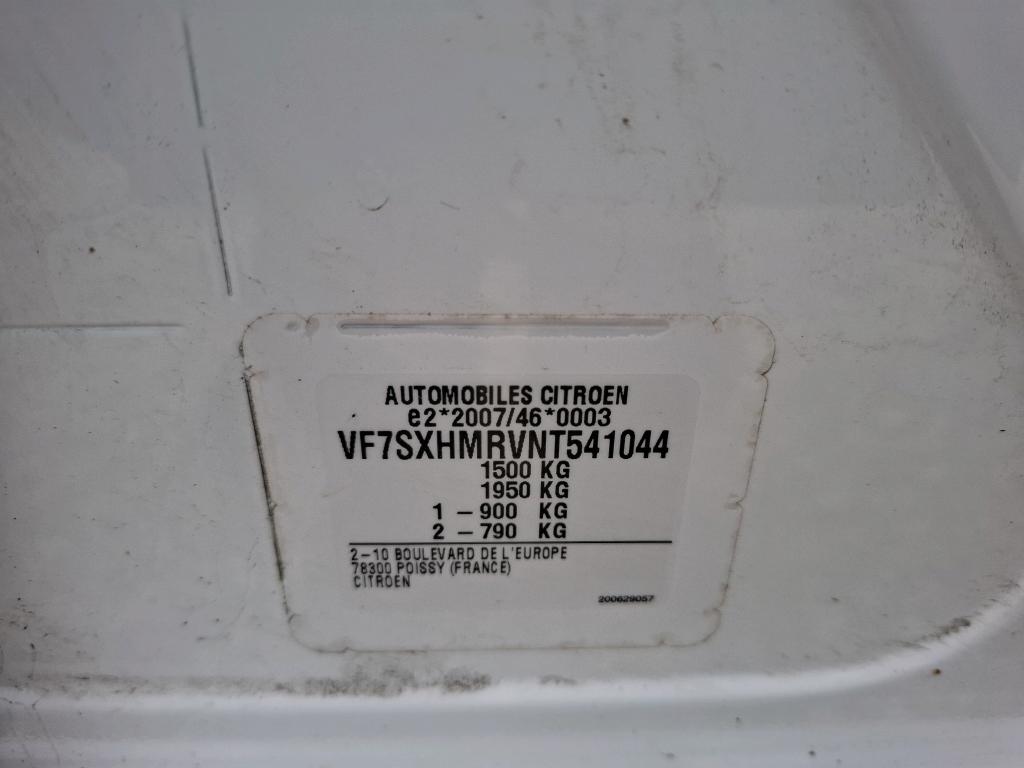 AUTOMOBILES CITROEN
e2*2007/46*0003
VF7SXHMRVNT541044
1500 KG
1950 KG
1 - 900 KG
2 - 790 KG
2-10 BOULEVARD DE L'EUROPE
78300 POISSY (FRANCE)
CITROEN
200629057